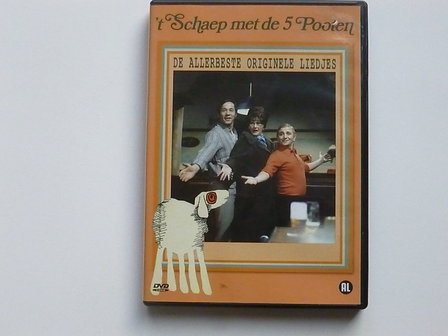 't Schaep met de 5 Pooten
DE ALLERBESTE ORIGINELE LIEDJES
DVD
AL